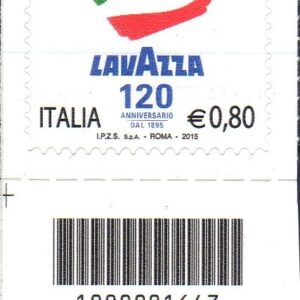 LAVAZZA
120
ANNIVERSARIO
DAL 1895
ITALIA €0,80
I.P.Z.S. S.p.A. - ROMA - 2015